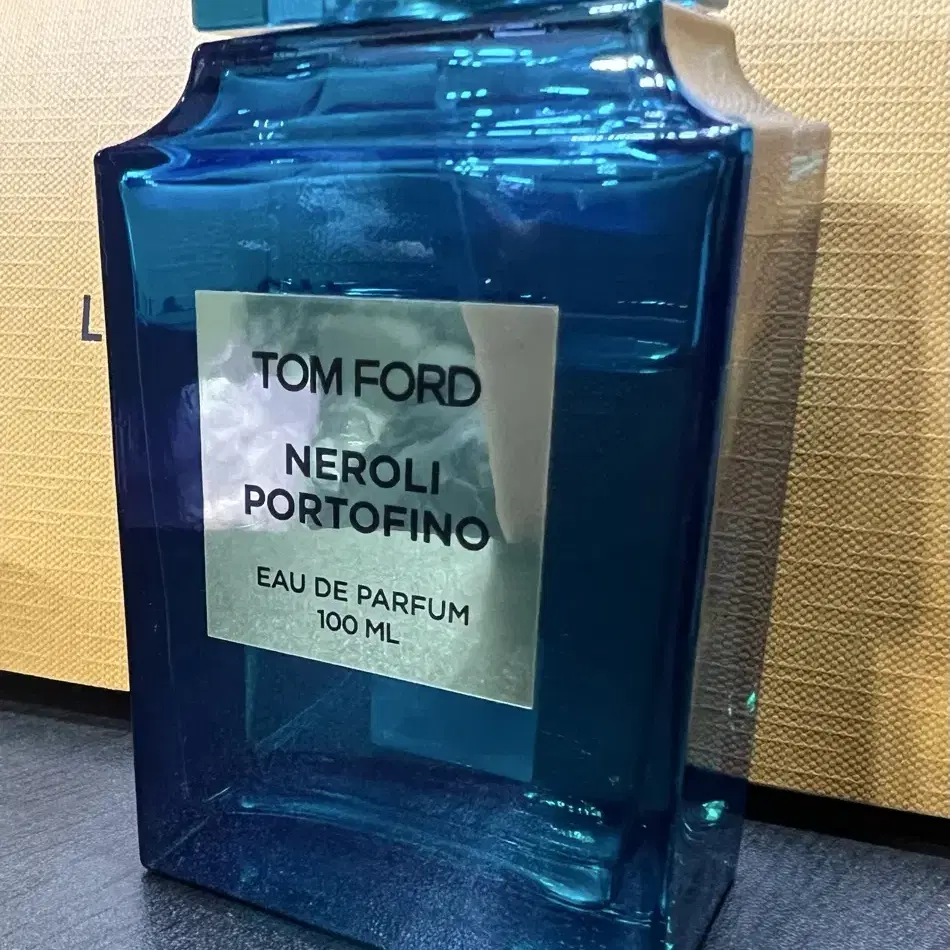 L
TOM FORD
NEROLI
PORTOFINO
EAU DE PARFUM
100 ML